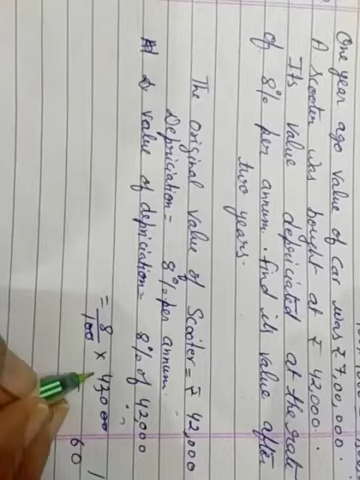 One year ago value of car was ₹ 7,00,000.
A scooter was bought at ₹ 42,000.
Its value depriciated at the rate
of 8% per annum. find its value after
two years.
The original value of Scooter = ₹ 42,000
Depriciation = 8% per annum.
value of depriciation = 8% of 42,000
= 8/100 × 42000
60